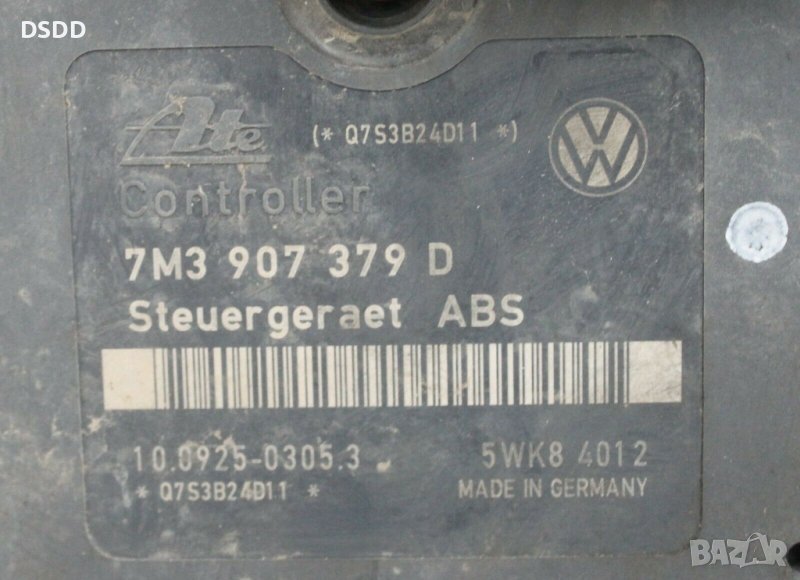 DSDD
Ate
(* Q7S3B24D11 *)
Controller
7M3 907 379 D
Steuergeraet ABS
10.0925-0305.3
5WK8 4012
* Q7S3B24D11 *
MADE IN GERMANY
BAZAR